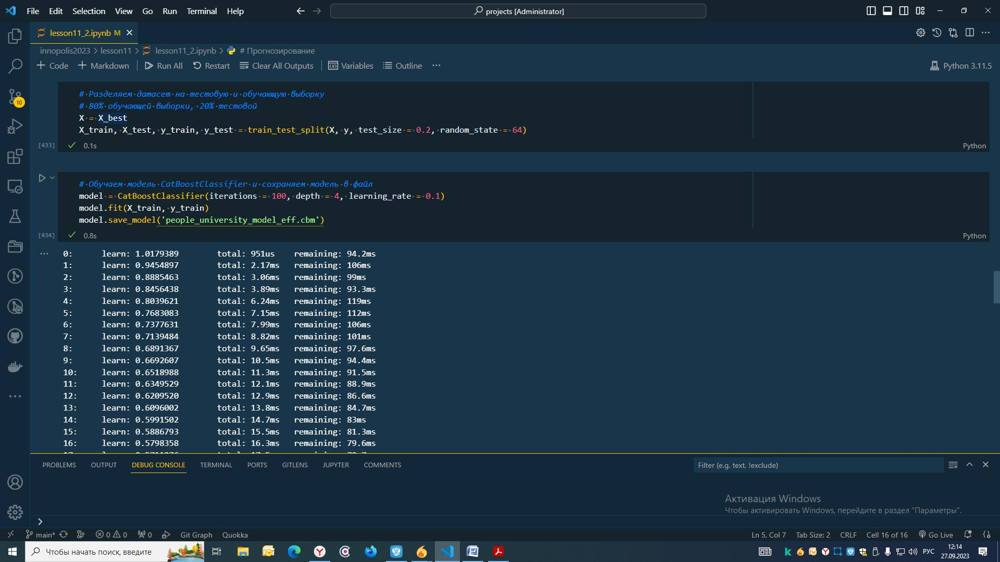 File Edit Selection View Go Run Terminal Help
projects [Administrator]
lesson11_2.ipynb M
innopolis2023 > lesson11 > lesson11_2.ipynb > # Прогнозирование
+ Code + Markdown Run All Restart Clear All Outputs Variables Outline ... Python 3.11.5
10
# Разделяем датасет на тестовую и обучающую выборку
# 80% обучающей выборки, 20% тестовой
X = X_best
X_train, X_test, y_train, y_test = train_test_split(X, y, test_size = 0.2, random_state = 64)
[433] 0.1s Python
# Обучаем модель CatBoostClassifier и сохраняем модель в файл
model = CatBoostClassifier(iterations = 100, depth = 4, learning_rate = 0.1)
model.fit(X_train, y_train)
model.save_model('people_university_model_eff.cbm')
[434] 0.8s Python
0: learn: 1.0179389 total: 951us remaining: 94.2ms
1: learn: 0.9454897 total: 2.17ms remaining: 106ms
2: learn: 0.8885463 total: 3.06ms remaining: 99ms
3: learn: 0.8456438 total: 3.89ms remaining: 93.3ms
4: learn: 0.8039621 total: 6.24ms remaining: 119ms
5: learn: 0.7683083 total: 7.15ms remaining: 112ms
6: learn: 0.7377631 total: 7.99ms remaining: 106ms
7: learn: 0.7139484 total: 8.82ms remaining: 101ms
8: learn: 0.6891367 total: 9.65ms remaining: 97.6ms
9: learn: 0.6692607 total: 10.5ms remaining: 94.4ms
10: learn: 0.6518988 total: 11.3ms remaining: 91.5ms
11: learn: 0.6349529 total: 12.1ms remaining: 88.9ms
12: learn: 0.6209520 total: 12.9ms remaining: 86.6ms
13: learn: 0.6096002 total: 13.8ms remaining: 84.7ms
14: learn: 0.5991502 total: 14.7ms remaining: 83ms
15: learn: 0.5886793 total: 15.5ms remaining: 81.3ms
16: learn: 0.5798358 total: 16.3ms remaining: 79.6ms
PROBLEMS OUTPUT DEBUG CONSOLE TERMINAL PORTS GITLENS JUPYTER COMMENTS Filter (e.g. text, !exclude)
Активация Windows
Чтобы активировать Windows, перейдите в раздел "Параметры".
main* 0 0 0 Git Graph Quokka Ln 5, Col 7 Tab Size: 2 CRLF Cell 16 of 16 Go Live
Чтобы начать поиск, введите РУС 12:14
27.09.2023